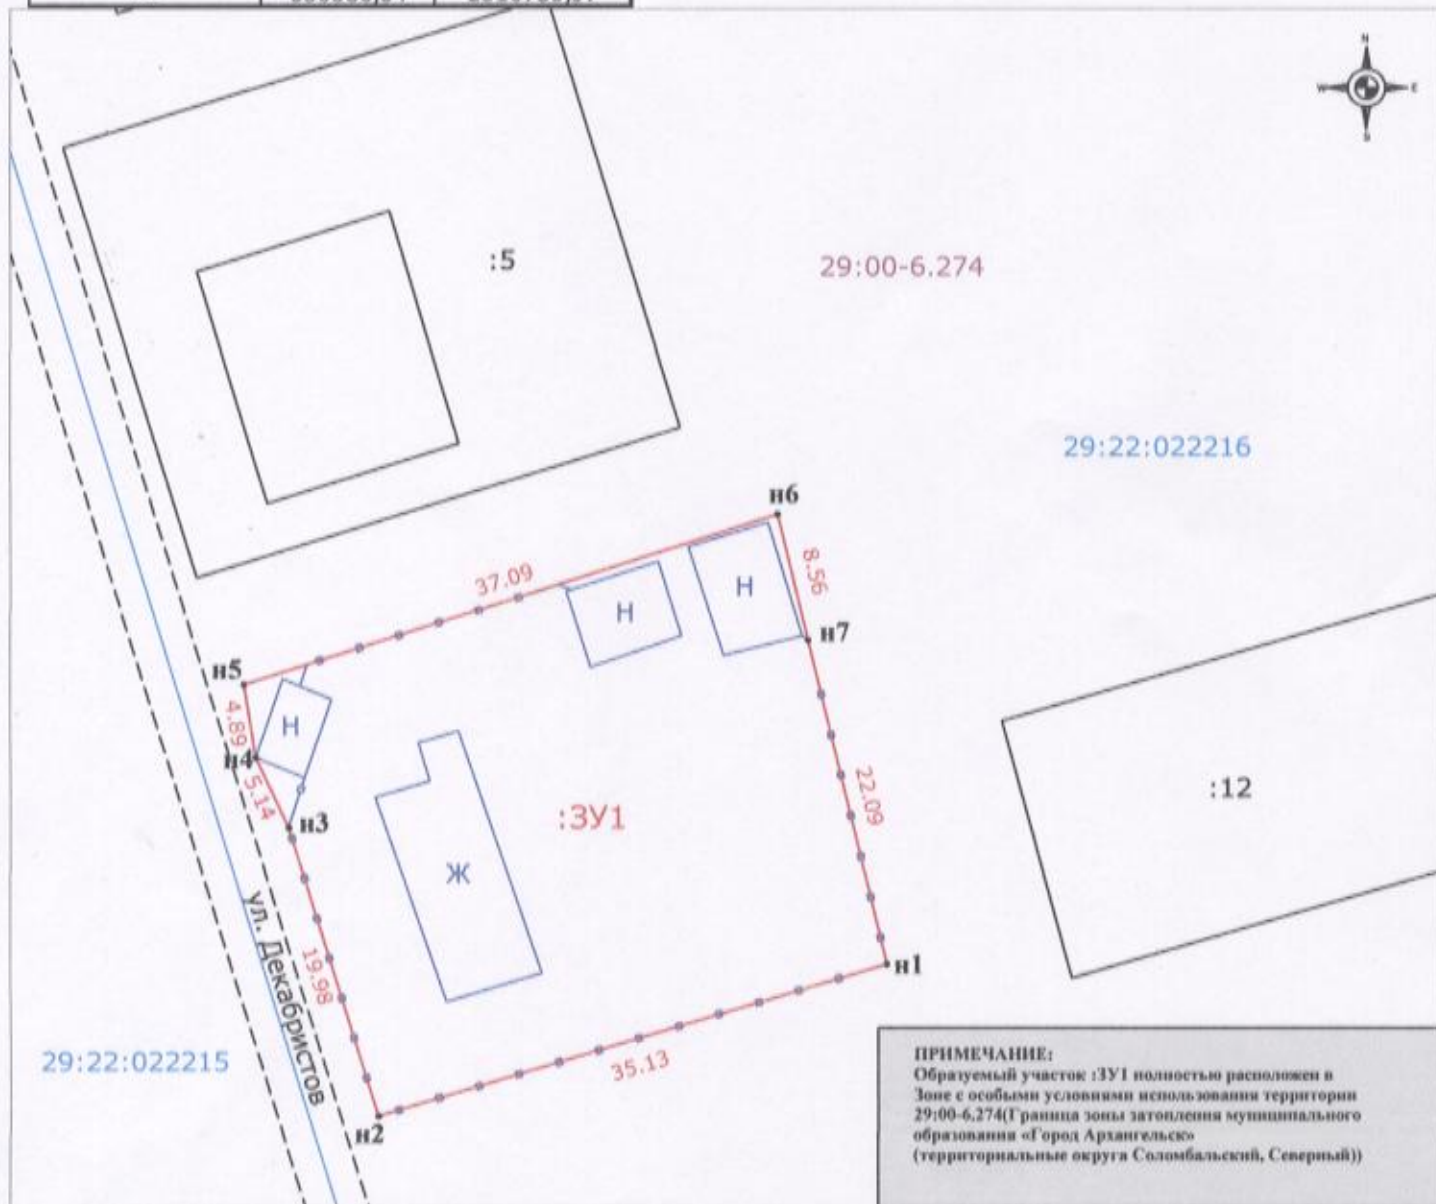 N
W
E
S
:5
29:00-6.274
29:22:022216
н6
37.09
8.56
Н
Н
н7
н5
4.89
Н
н4
5.14
н3
:ЗУ1
22.09
:12
Ж
ул. Декабристов
19.98
н1
29:22:022215
35.13
н2
ПРИМЕЧАНИЕ:
Образуемый участок :ЗУ1 полностью расположен в
Зоне с особыми условиями использования территории
29:00-6.274(Граница зоны затопления муниципального
образования «Город Архангельск»
(территориальные округа Соломбальский, Северный))